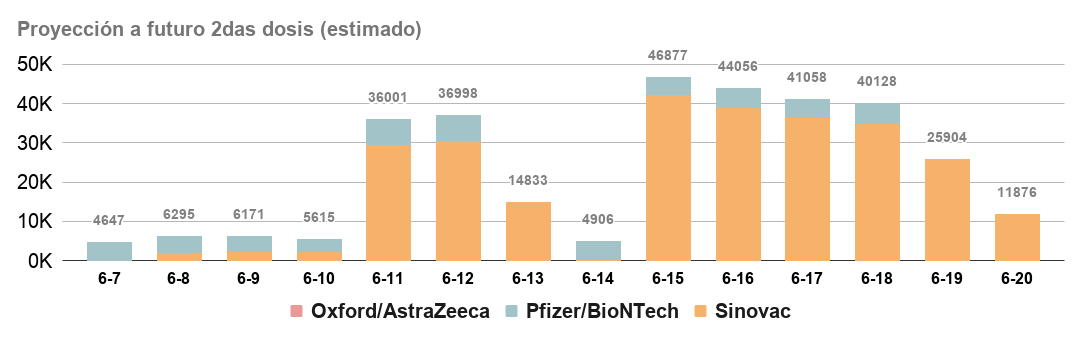 Proyección a futuro 2das dosis (estimado)
50K
40K
30K
20K
10K
0K
4647
6295
6171
5615
36001
36998
14833
4906
46877
44056
41058
40128
25904
11876
6-7 6-8 6-9 6-10 6-11 6-12 6-13 6-14 6-15 6-16 6-17 6-18 6-19 6-20
Oxford/AstraZeeca Pfizer/BioNTech Sinovac